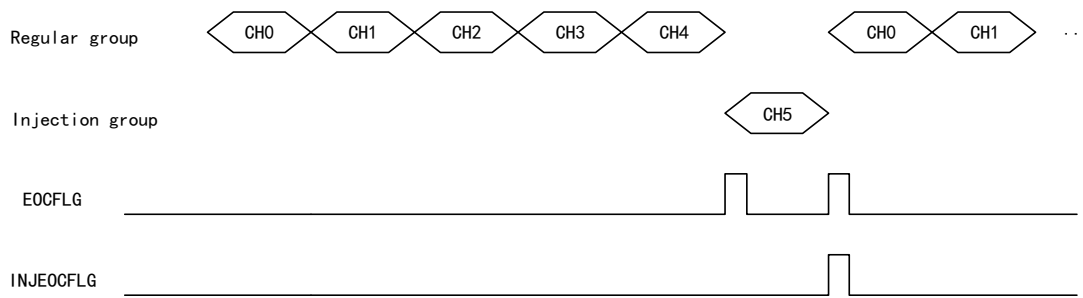 Regular group CH0 CH1 CH2 CH3 CH4 CH0 CH1 ..
Injection group CH5
EOCFLG
INJEOCFLG